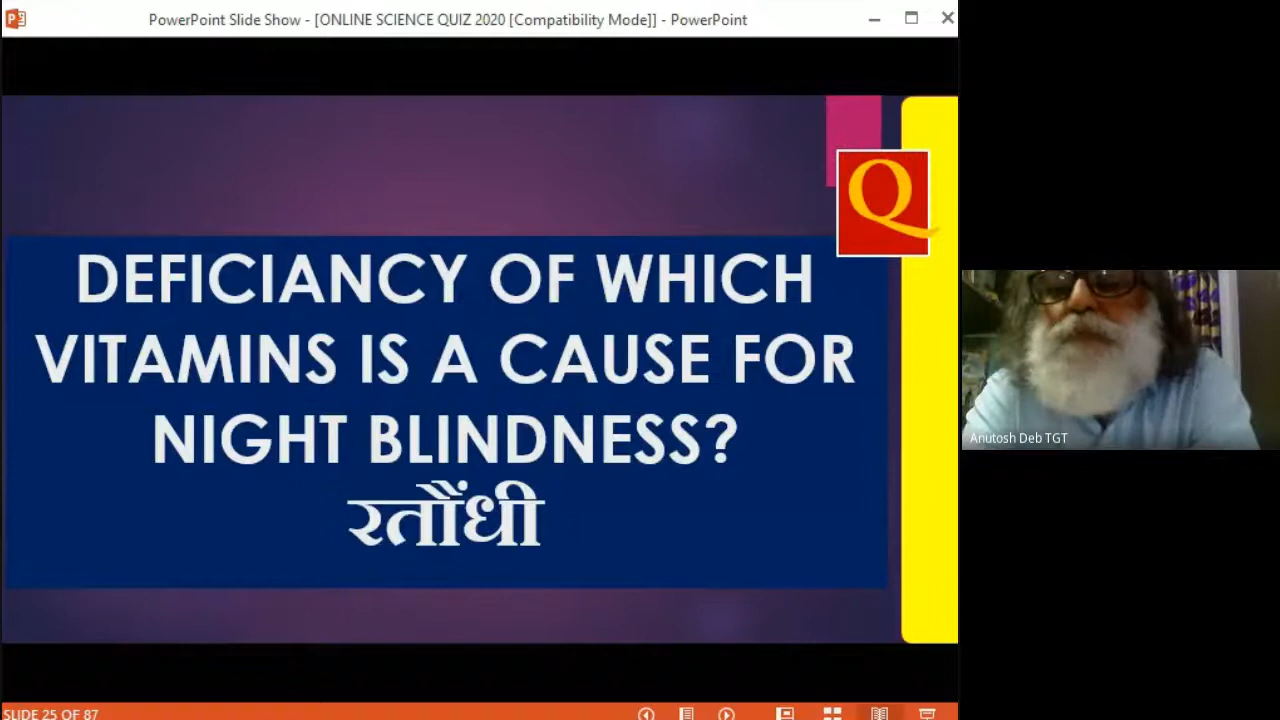 PowerPoint Slide Show - [ONLINE SCIENCE QUIZ 2020 [Compatibility Mode]] - PowerPoint
Q
DEFICIANCY OF WHICH
VITAMINS IS A CAUSE FOR
NIGHT BLINDNESS?
रतौंधी
Anutosh Deb TGT
SLIDE 25 OF 87